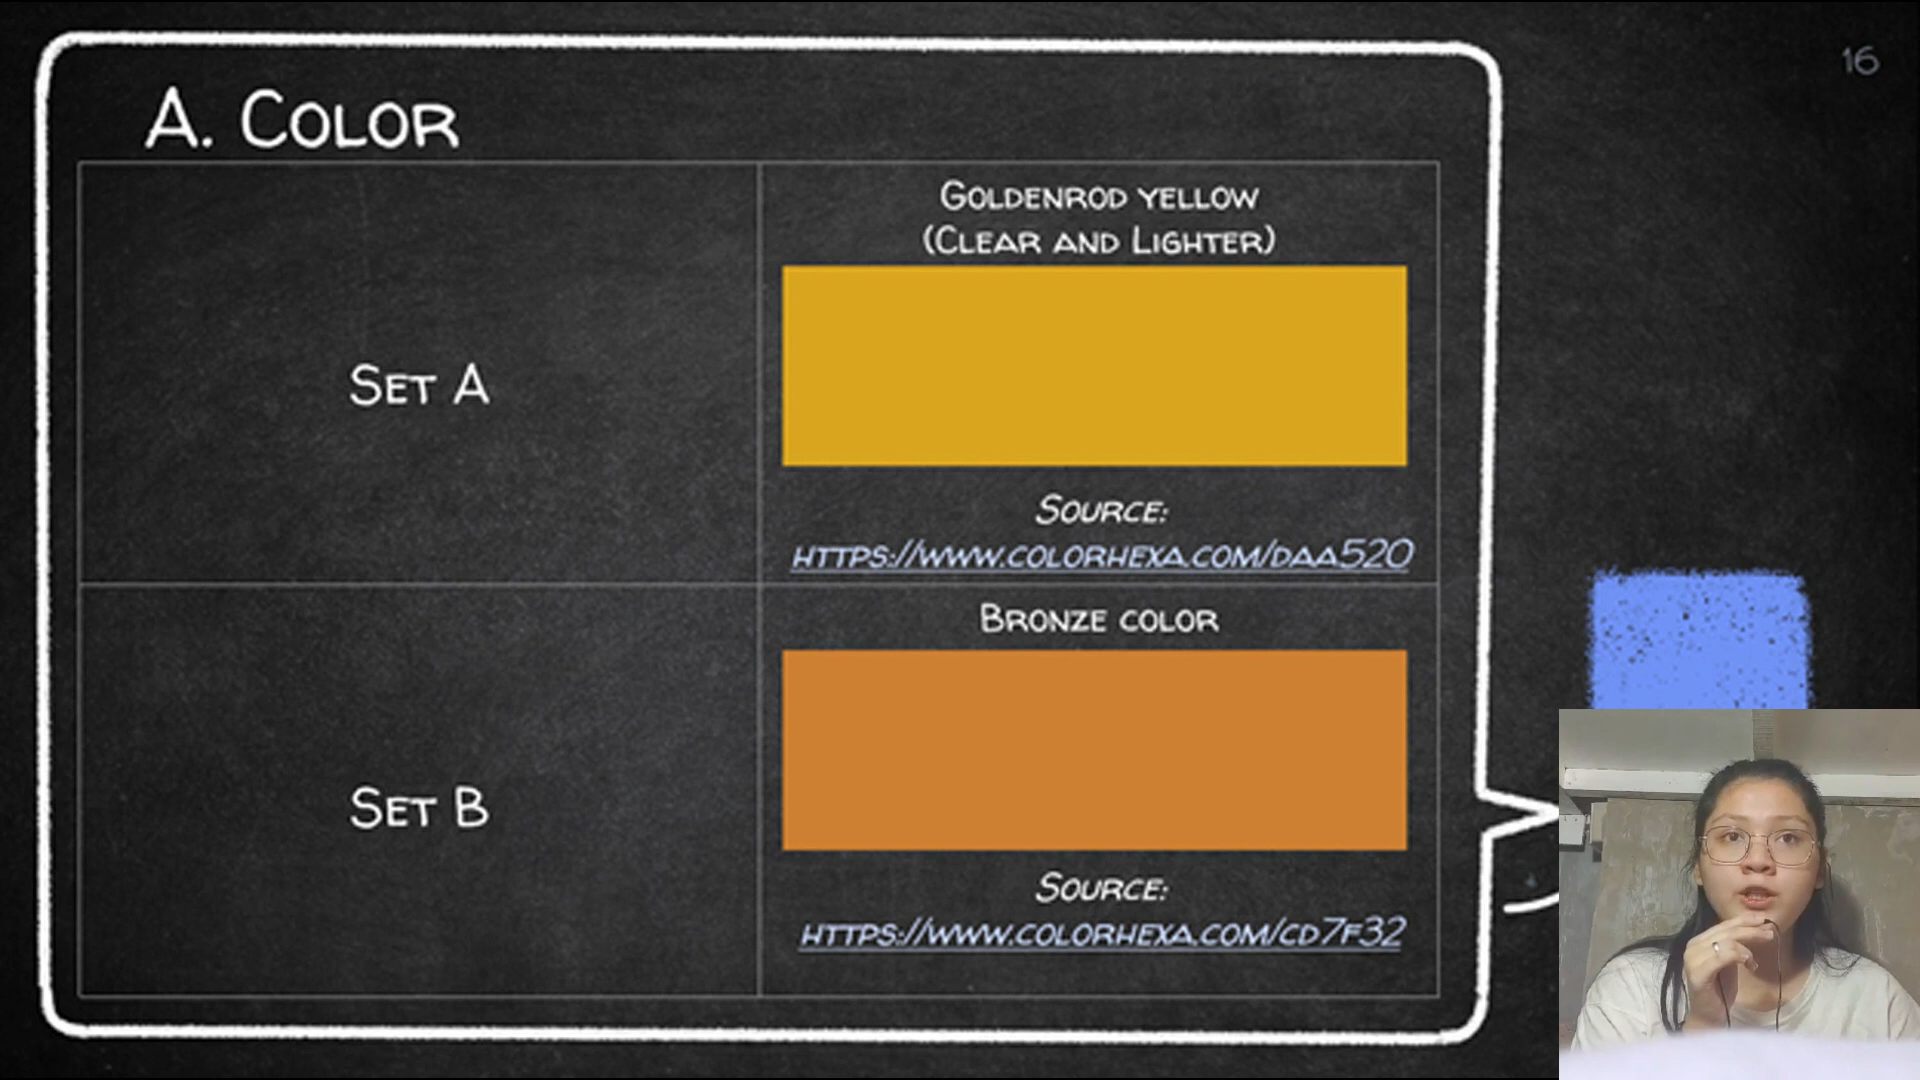 16
A. Color
Goldenrod yellow
(Clear and Lighter)
Set A
Source:
https://www.colorhexa.com/daa520
Bronze color
Set B
Source:
https://www.colorhexa.com/cd7f32